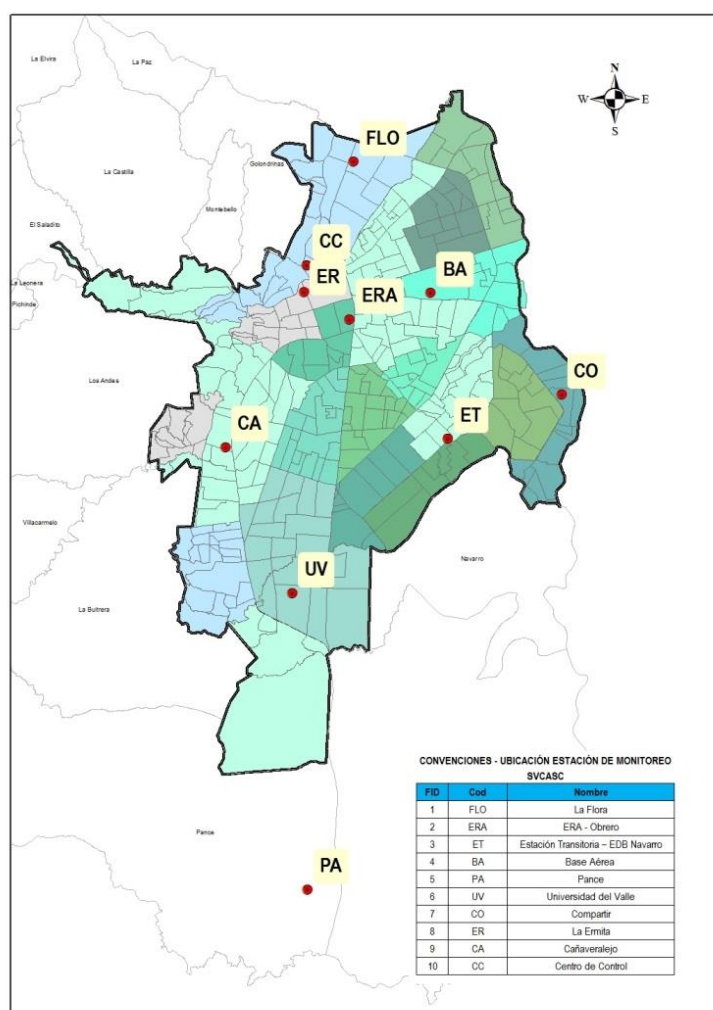 La Elvira
La Paz
N
W E
S
La Castilla
Golondrinas
FLO
Montebello
El Saladito
CC
ER
ERA
BA
La Leonera
Pichinde
Los Andes
CO
CA
ET
Villacarmelo
Navarro
UV
La Buitrera
Pance
PA
CONVENCIONES - UBICACIÓN ESTACIÓN DE MONITOREO
SVCASC
FID Cod Nombre
1 FLO La Flora
2 ERA ERA - Obrero
3 ET Estación Transitoria – EDB Navarro
4 BA Base Aérea
5 PA Pance
6 UV Universidad del Valle
7 CO Compartir
8 ER La Ermita
9 CA Cañaveralejo
10 CC Centro de Control